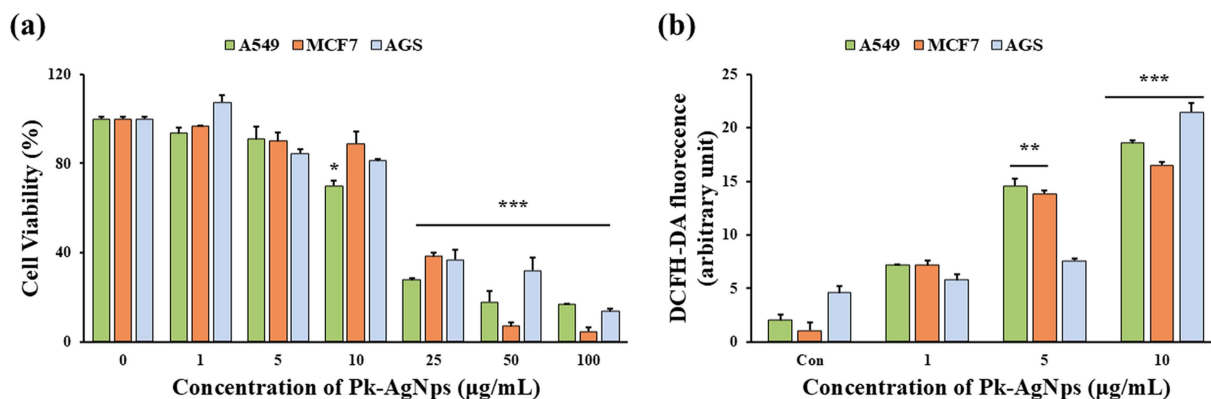 (a)
A549 MCF7 AGS
Cell Viability (%)
120
80
40
0
*
***
0 1 5 10 25 50 100
Concentration of Pk-AgNps (µg/mL)
(b)
A549 MCF7 AGS
DCFH-DA fluorecence
(arbitrary unit)
25
20
15
10
5
0
**
***
Con 1 5 10
Concentration of Pk-AgNps (µg/mL)